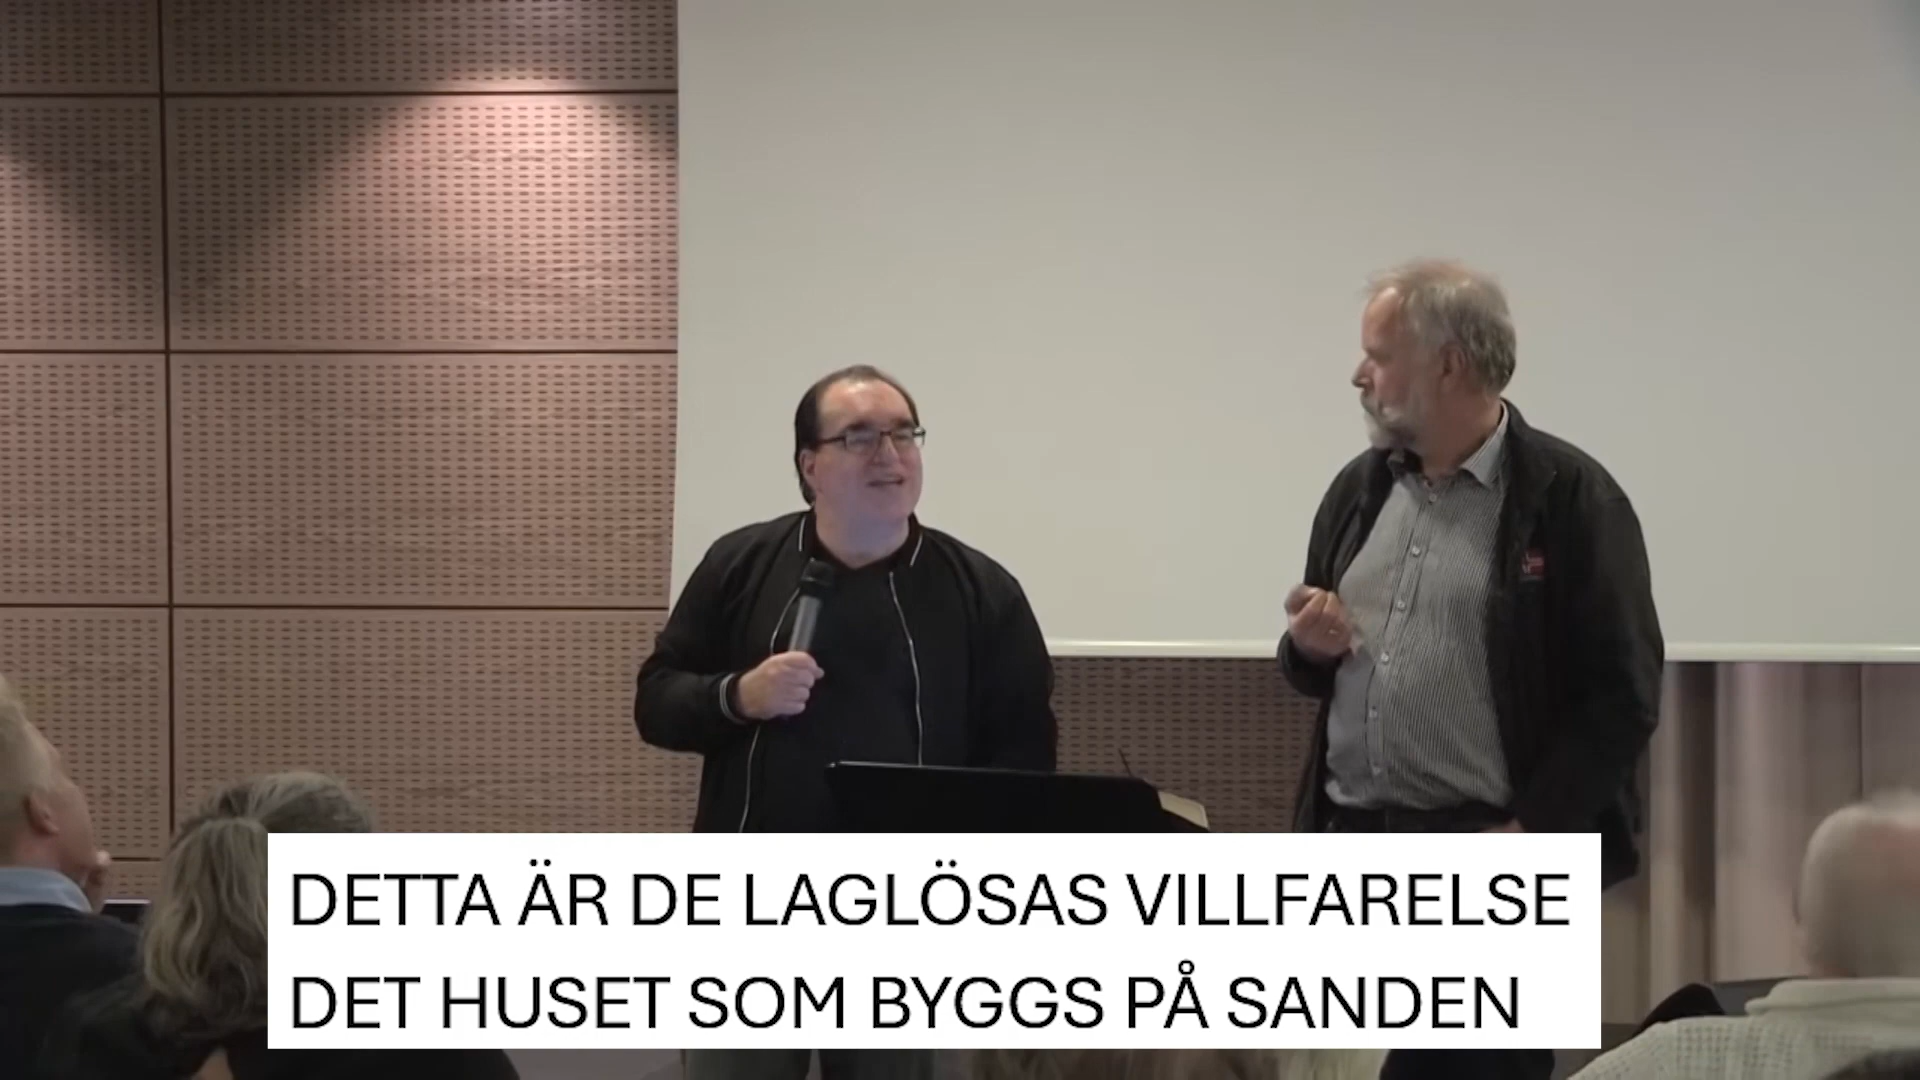 DETTA ÄR DE LAGLÖSAS VILLFARELSE
DET HUSET SOM BYGGS PÅ SANDEN